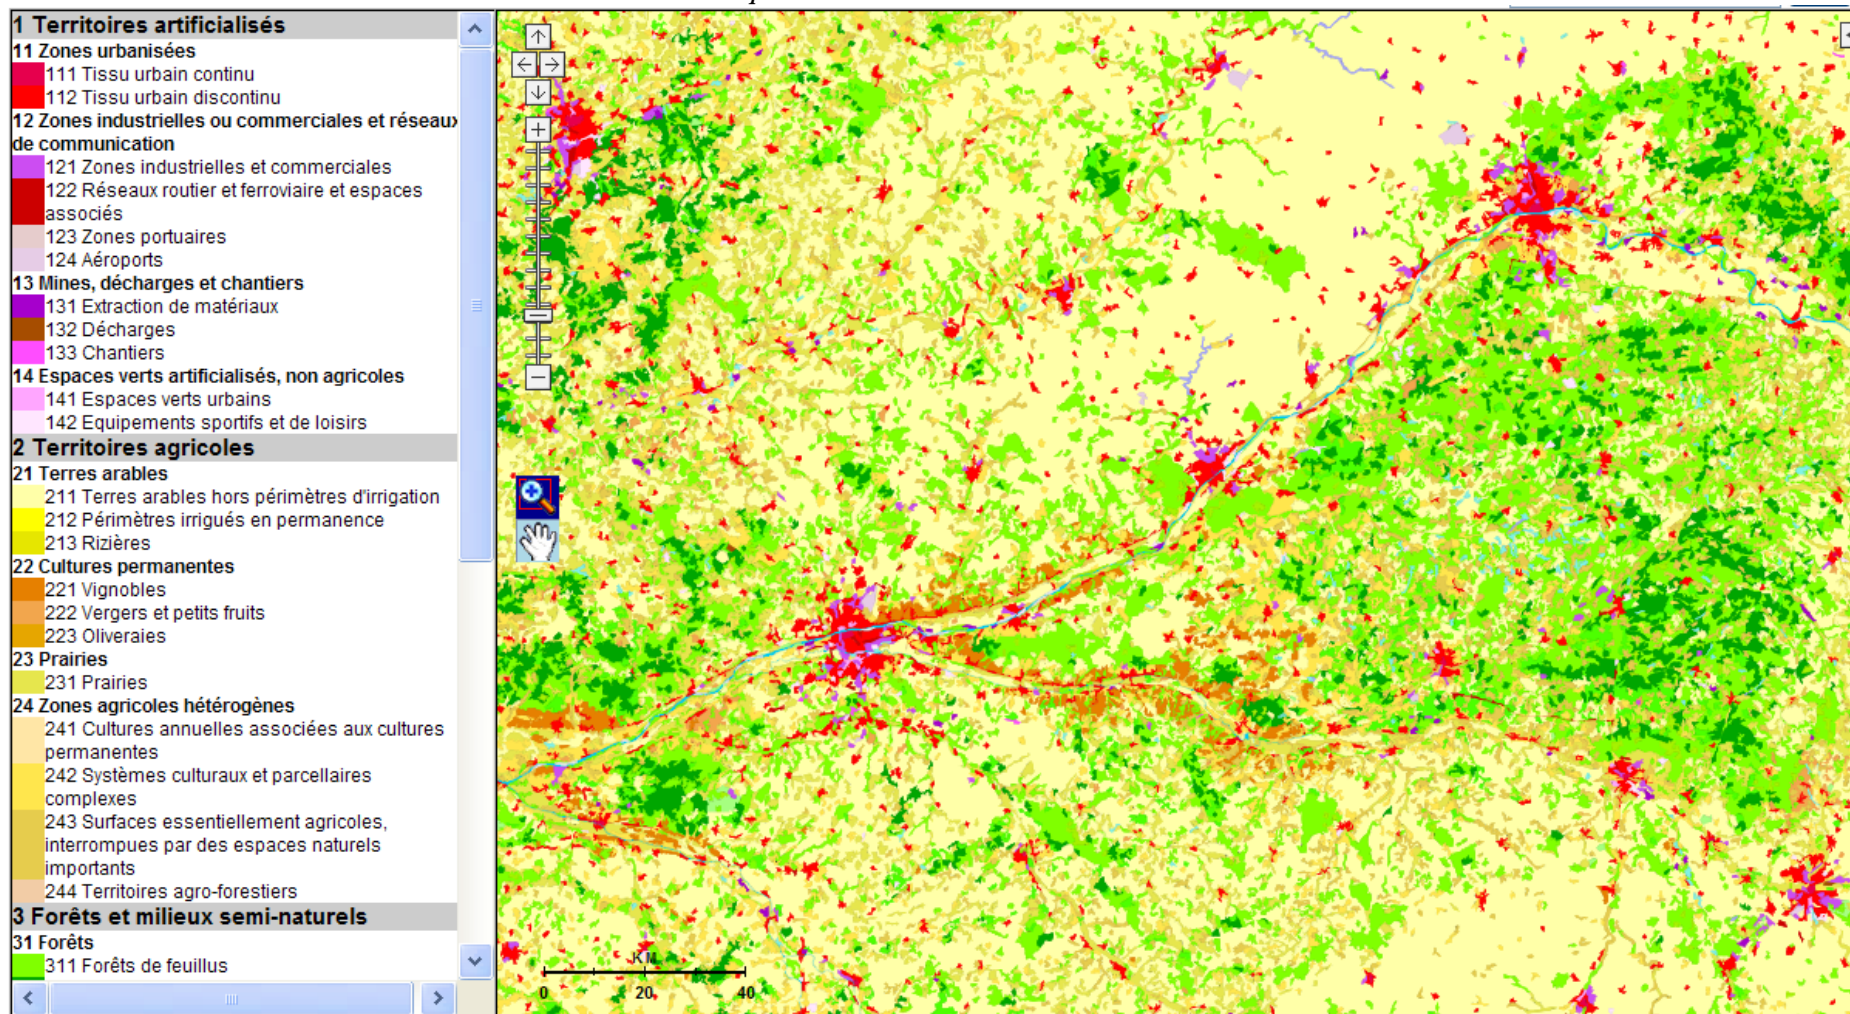 1 Territoires artificialisés
11 Zones urbanisées
111 Tissu urbain continu
112 Tissu urbain discontinu
12 Zones industrielles ou commerciales et réseaux
de communication
121 Zones industrielles et commerciales
122 Réseaux routier et ferroviaire et espaces
associés
123 Zones portuaires
124 Aéroports
13 Mines, décharges et chantiers
131 Extraction de matériaux
132 Décharges
133 Chantiers
14 Espaces verts artificialisés, non agricoles
141 Espaces verts urbains
142 Equipements sportifs et de loisirs
2 Territoires agricoles
21 Terres arables
211 Terres arables hors périmètres d'irrigation
212 Périmètres irrigués en permanence
213 Rizières
22 Cultures permanentes
221 Vignobles
222 Vergers et petits fruits
223 Oliveraies
23 Prairies
231 Prairies
24 Zones agricoles hétérogènes
241 Cultures annuelles associées aux cultures
permanentes
242 Systèmes culturaux et parcellaires
complexes
243 Surfaces essentiellement agricoles,
interrompues par des espaces naturels
importants
244 Territoires agro-forestiers
3 Forêts et milieux semi-naturels
31 Forêts
311 Forêts de feuillus
KM
0 20 40